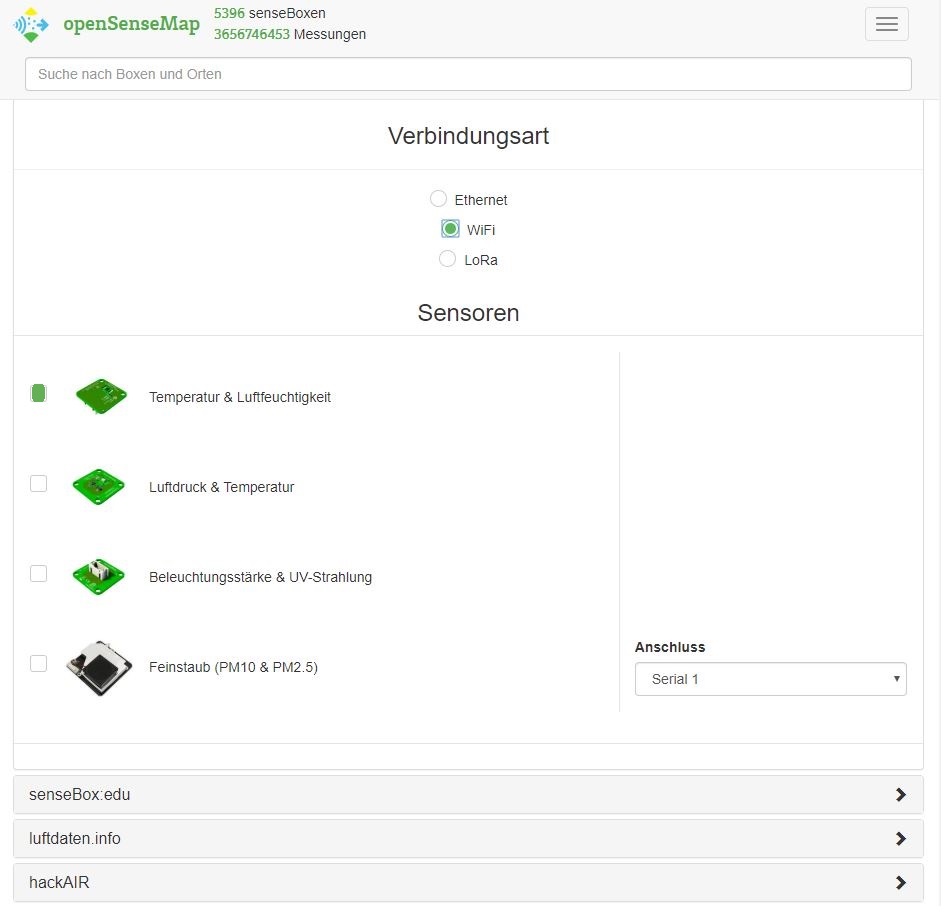 openSenseMap
5396 senseBoxen
3656746453 Messungen
Suche nach Boxen und Orten
Verbindungsart
Ethernet
WiFi
LoRa
Sensoren
Temperatur & Luftfeuchtigkeit
Luftdruck & Temperatur
Beleuchtungsstärke & UV-Strahlung
Feinstaub (PM10 & PM2.5)
Anschluss
Serial 1
senseBox:edu
luftdaten.info
hackAIR